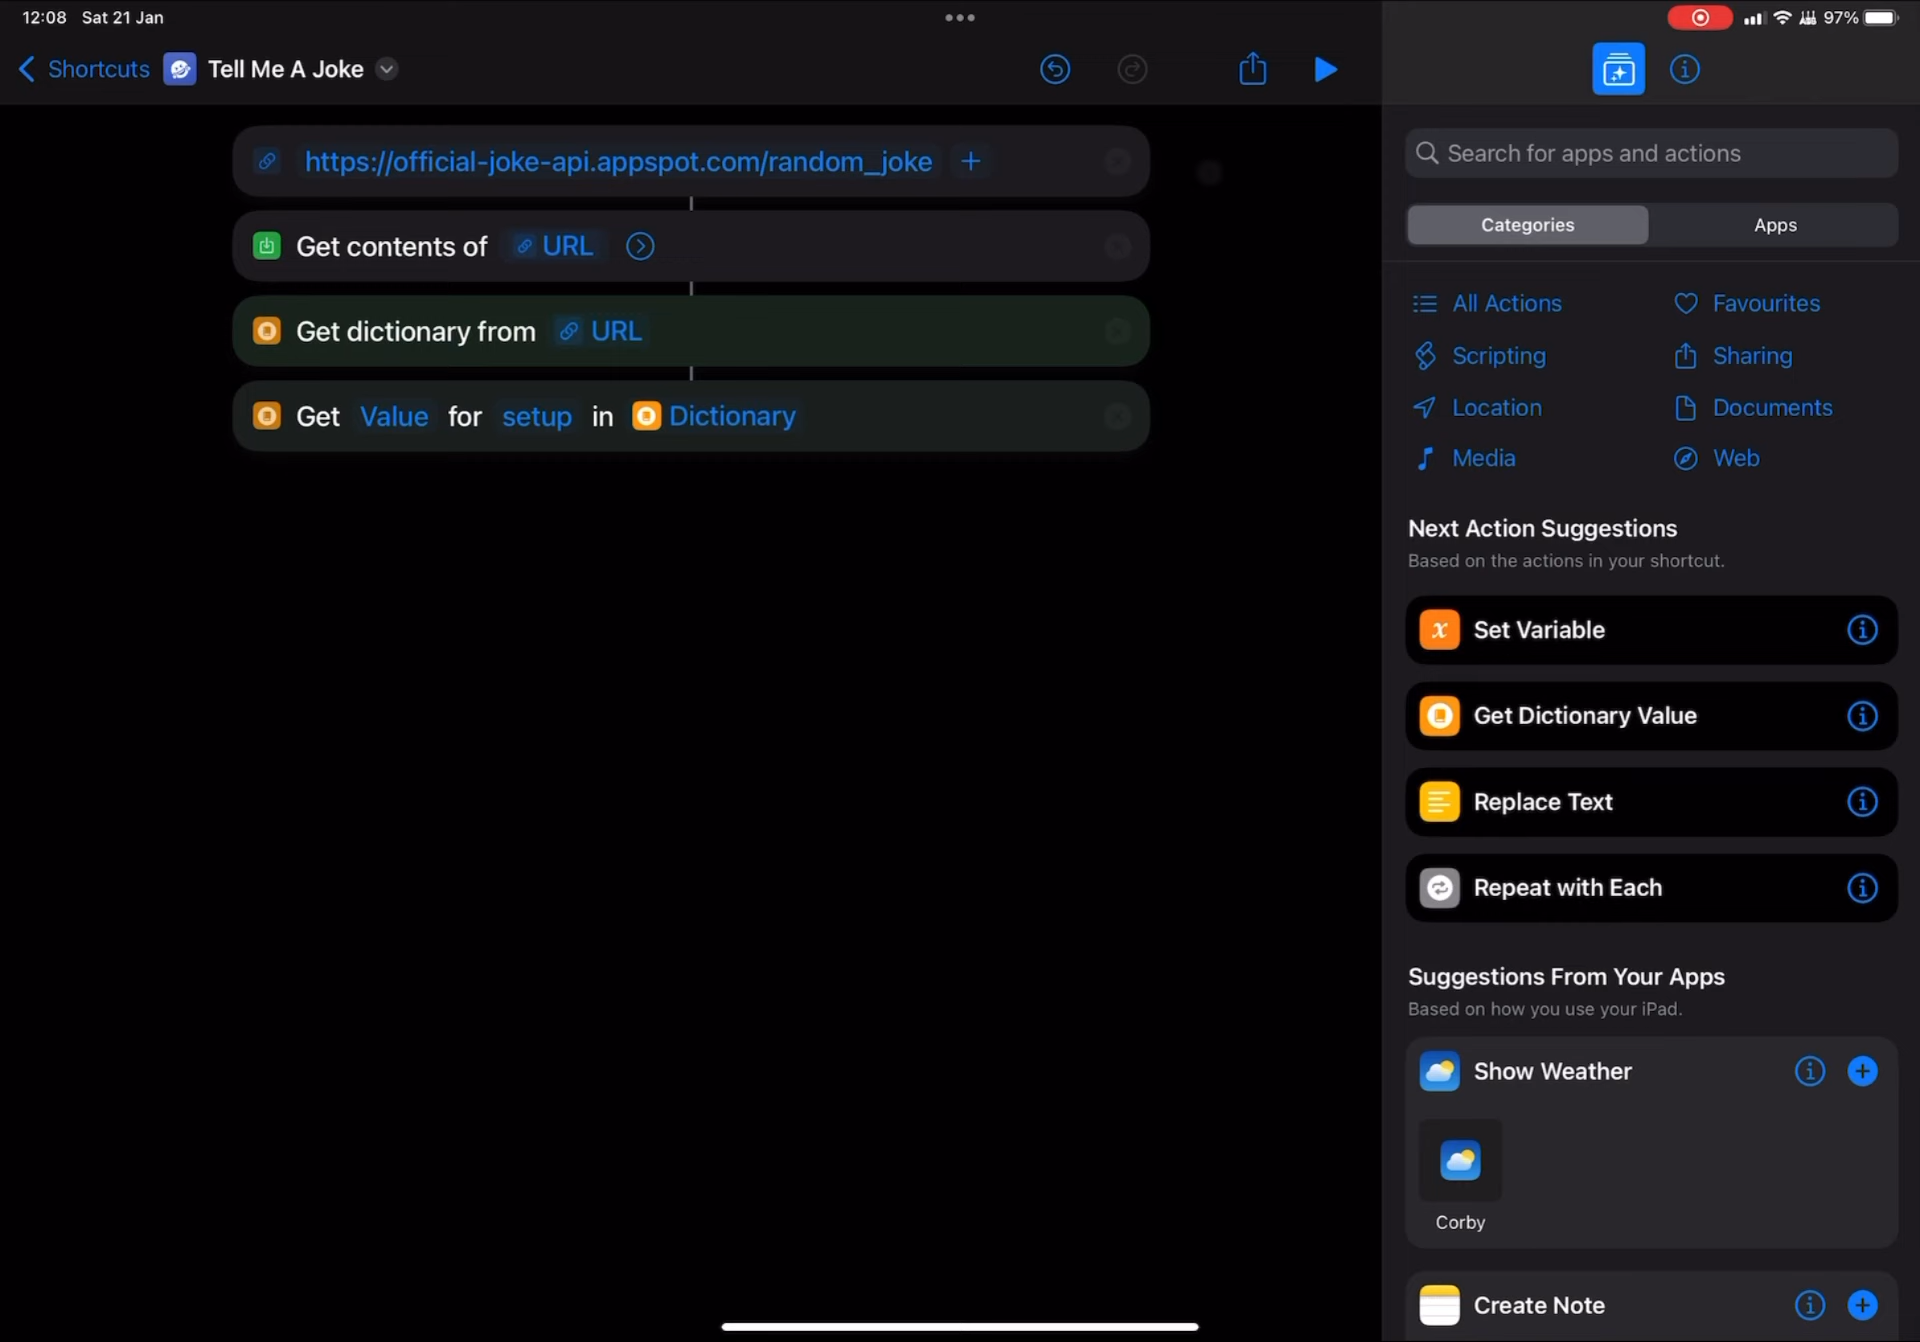 12:08 Sat 21 Jan
97%
Shortcuts Tell Me A Joke
https://official-joke-api.appspot.com/random_joke
Get contents of URL
Get dictionary from URL
Get Value for setup in Dictionary
Search for apps and actions
Categories Apps
All Actions Favourites
Scripting Sharing
Location Documents
Media Web
Next Action Suggestions
Based on the actions in your shortcut.
Set Variable
Get Dictionary Value
Replace Text
Repeat with Each
Suggestions From Your Apps
Based on how you use your iPad.
Show Weather
Corby
Create Note